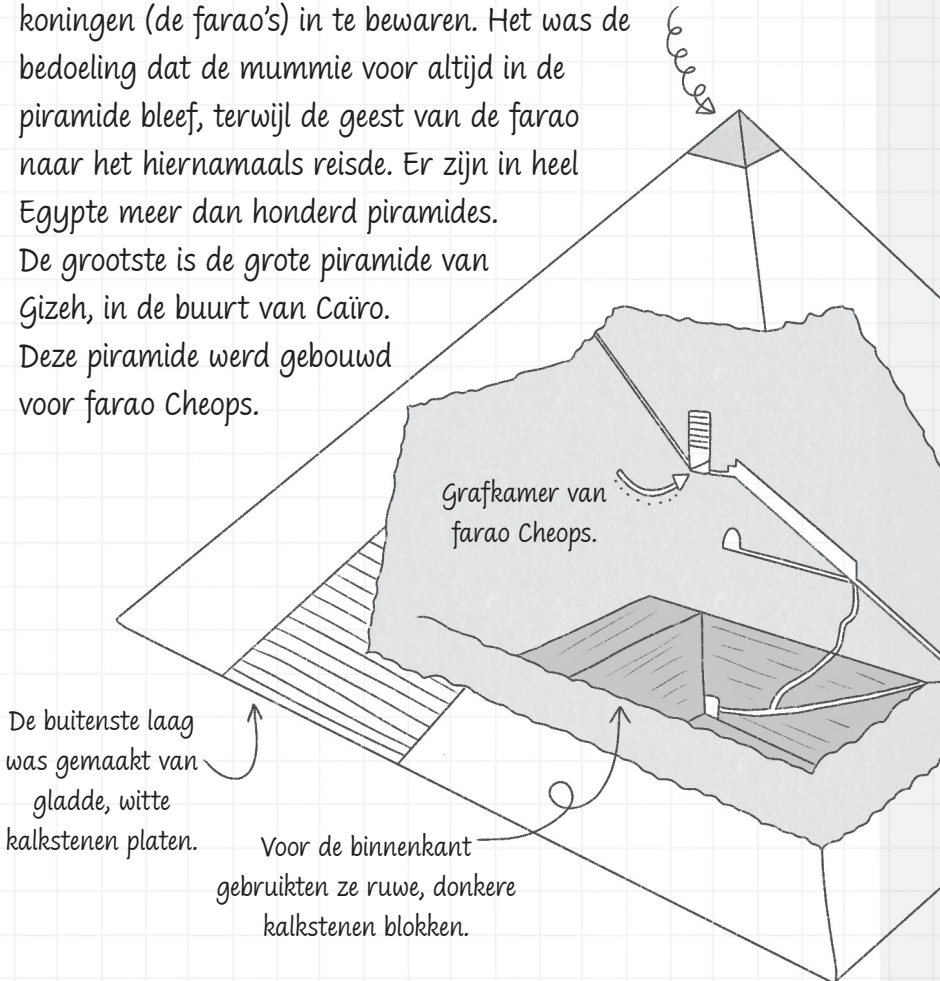 koningen (de farao’s) in te bewaren. Het was de
bedoeling dat de mummie voor altijd in de
piramide bleef, terwijl de geest van de farao
naar het hiernamaals reisde. Er zijn in heel
Egypte meer dan honderd piramides.
De grootste is de grote piramide van
Gizeh, in de buurt van Caïro.
Deze piramide werd gebouwd
voor farao Cheops.
Grafkamer van
farao Cheops.
De buitenste laag
was gemaakt van
gladde, witte
kalkstenen platen.
Voor de binnenkant
gebruikten ze ruwe, donkere
kalkstenen blokken.